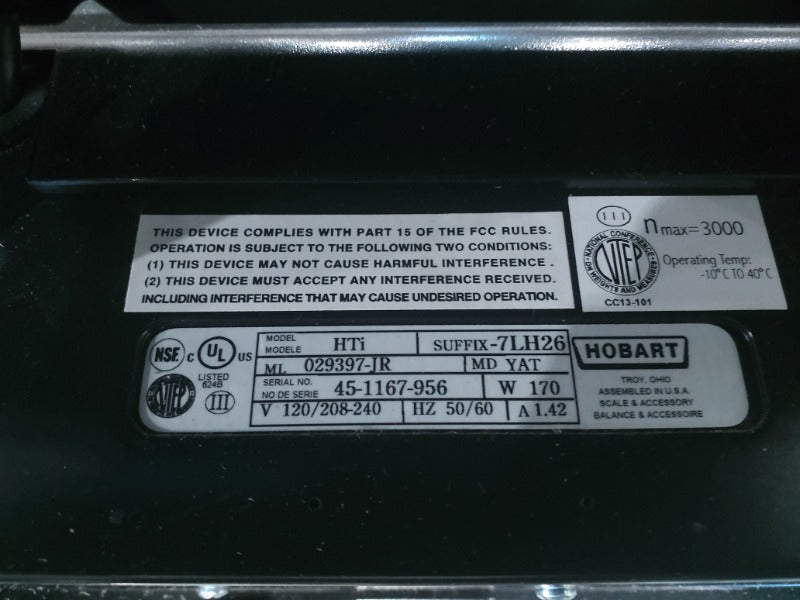 THIS DEVICE COMPLIES WITH PART 15 OF THE FCC RULES.
OPERATION IS SUBJECT TO THE FOLLOWING TWO CONDITIONS:
(1) THIS DEVICE MAY NOT CAUSE HARMFUL INTERFERENCE .
(2) THIS DEVICE MUST ACCEPT ANY INTERFERENCE RECEIVED.
INCLUDING INTERFERENCE THAT MAY CAUSE UNDESIRED OPERATION.
III nmax=3000
NATIONAL CONFERENCE ON WEIGHTS AND MEASURES
NTEP
CC13-101
Operating Temp:
-10°C TO 40°C
NSF. C UL US
LISTED
624B
NTEP III
MODEL
MODELE HTi SUFFIX-7LH26
ML 029397-JR MD YAT
SERIAL NO.
NO DE SERIE 45-1167-956 W 170
V 120/208-240 HZ 50/60 A 1.42
HOBART
TROY, OHIO
ASSEMBLED IN U.S.A.
SCALE & ACCESSORY
BALANCE & ACCESSOIRE